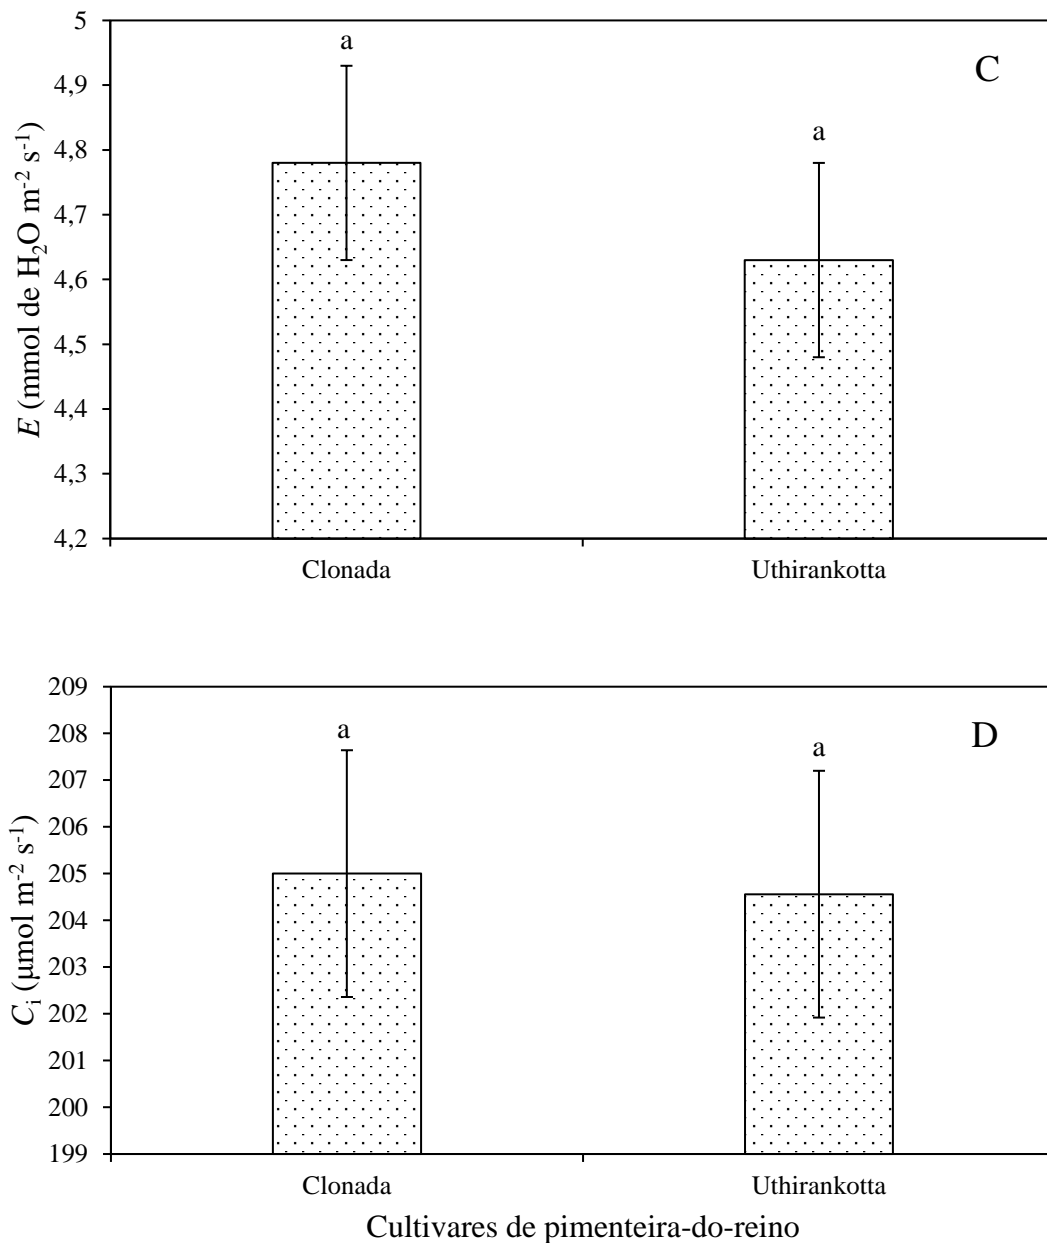 5
a
C
4,9
4,8
a
4,7
4,6
4,5
4,4
4,3
4,2
E (mmol de H₂O m⁻² s⁻¹)
Clonada Uthirankotta
209
208
a
D
207
a
206
205
204
203
202
201
200
199
Cᵢ (µmol m⁻² s⁻¹)
Clonada Uthirankotta
Cultivares de pimenteira-do-reino